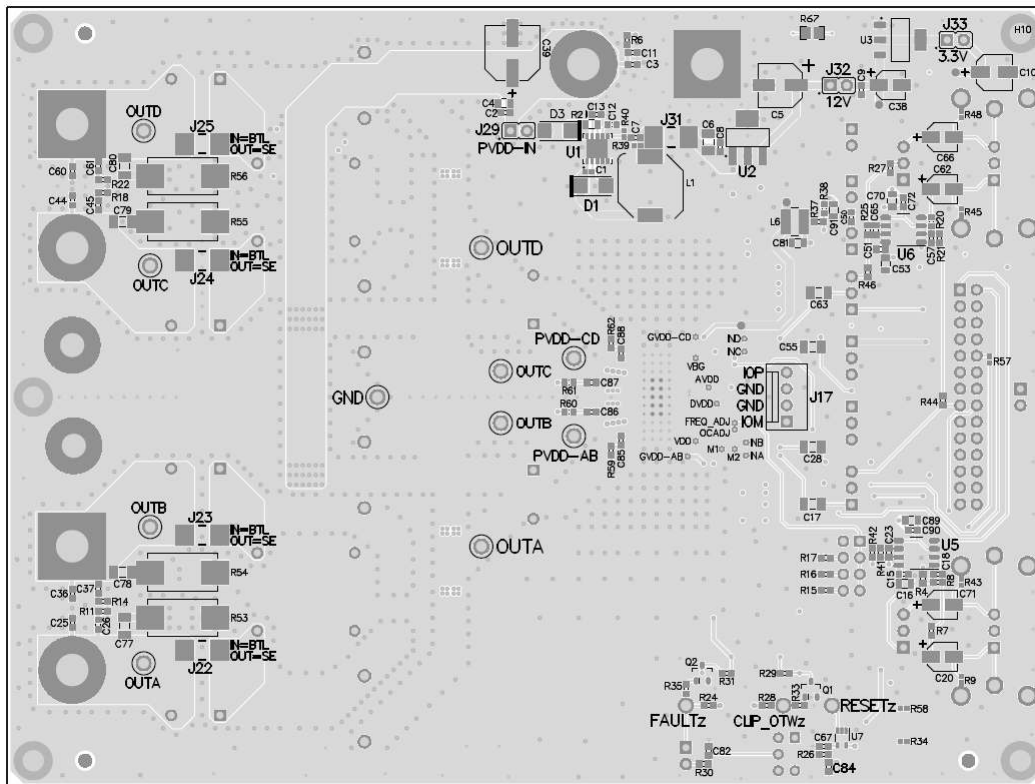 R67
J33
3.3V
U3
H10
C39
R6
C11
C3
J32
12V
C9
C10
C38
C5
R48
OUTD
J25
IN=BTL
OUT=SE
C4
C2
J29
PVDD-IN
D3
R2
C13
C12
R40
C7
R39
J31
C6
C8
U2
U1
C1
D1
L1
C66
C62
R27
C60
C61
C80
R22
R18
R56
C44
C45
C79
R55
R38
R37
C91
C50
L6
C81
C70
C72
R25
C65
R20
R45
U6
C51
C53
C57
R21
R46
OUTD
OUTC
J24
IN=BTL
OUT=SE
C63
R62
C88
PVDD-CD
GVDD-CD
IND
INC
C55
VBG
R57
OUTC
C87
R61
AVDD
IOP
GND
GND
IOM
J17
GND
R60
C86
DVDD
R44
OUTB
FREQ_ADJ
OC_ADJ
PVDD-AB
R59
C85
VDD
M1
M2
INB
INA
GVDD-AB
C28
C17
OUTB
J23
IN=BTL
OUT=SE
OUTA
C89
C90
U5
R42
R41
C23
C18
R17
R16
R15
C15
C16
R4
R8
R43
C71
C36
C37
C78
R54
R14
R11
C25
C26
C77
R53
R7
OUTA
J22
IN=BTL
OUT=SE
C20
R9
Q2
R31
R29
R35
R24
R28
R33
Q1
FAULTz
CLIP_OTWz
RESETz
R58
C82
R30
C67
R26
U7
C84
R34